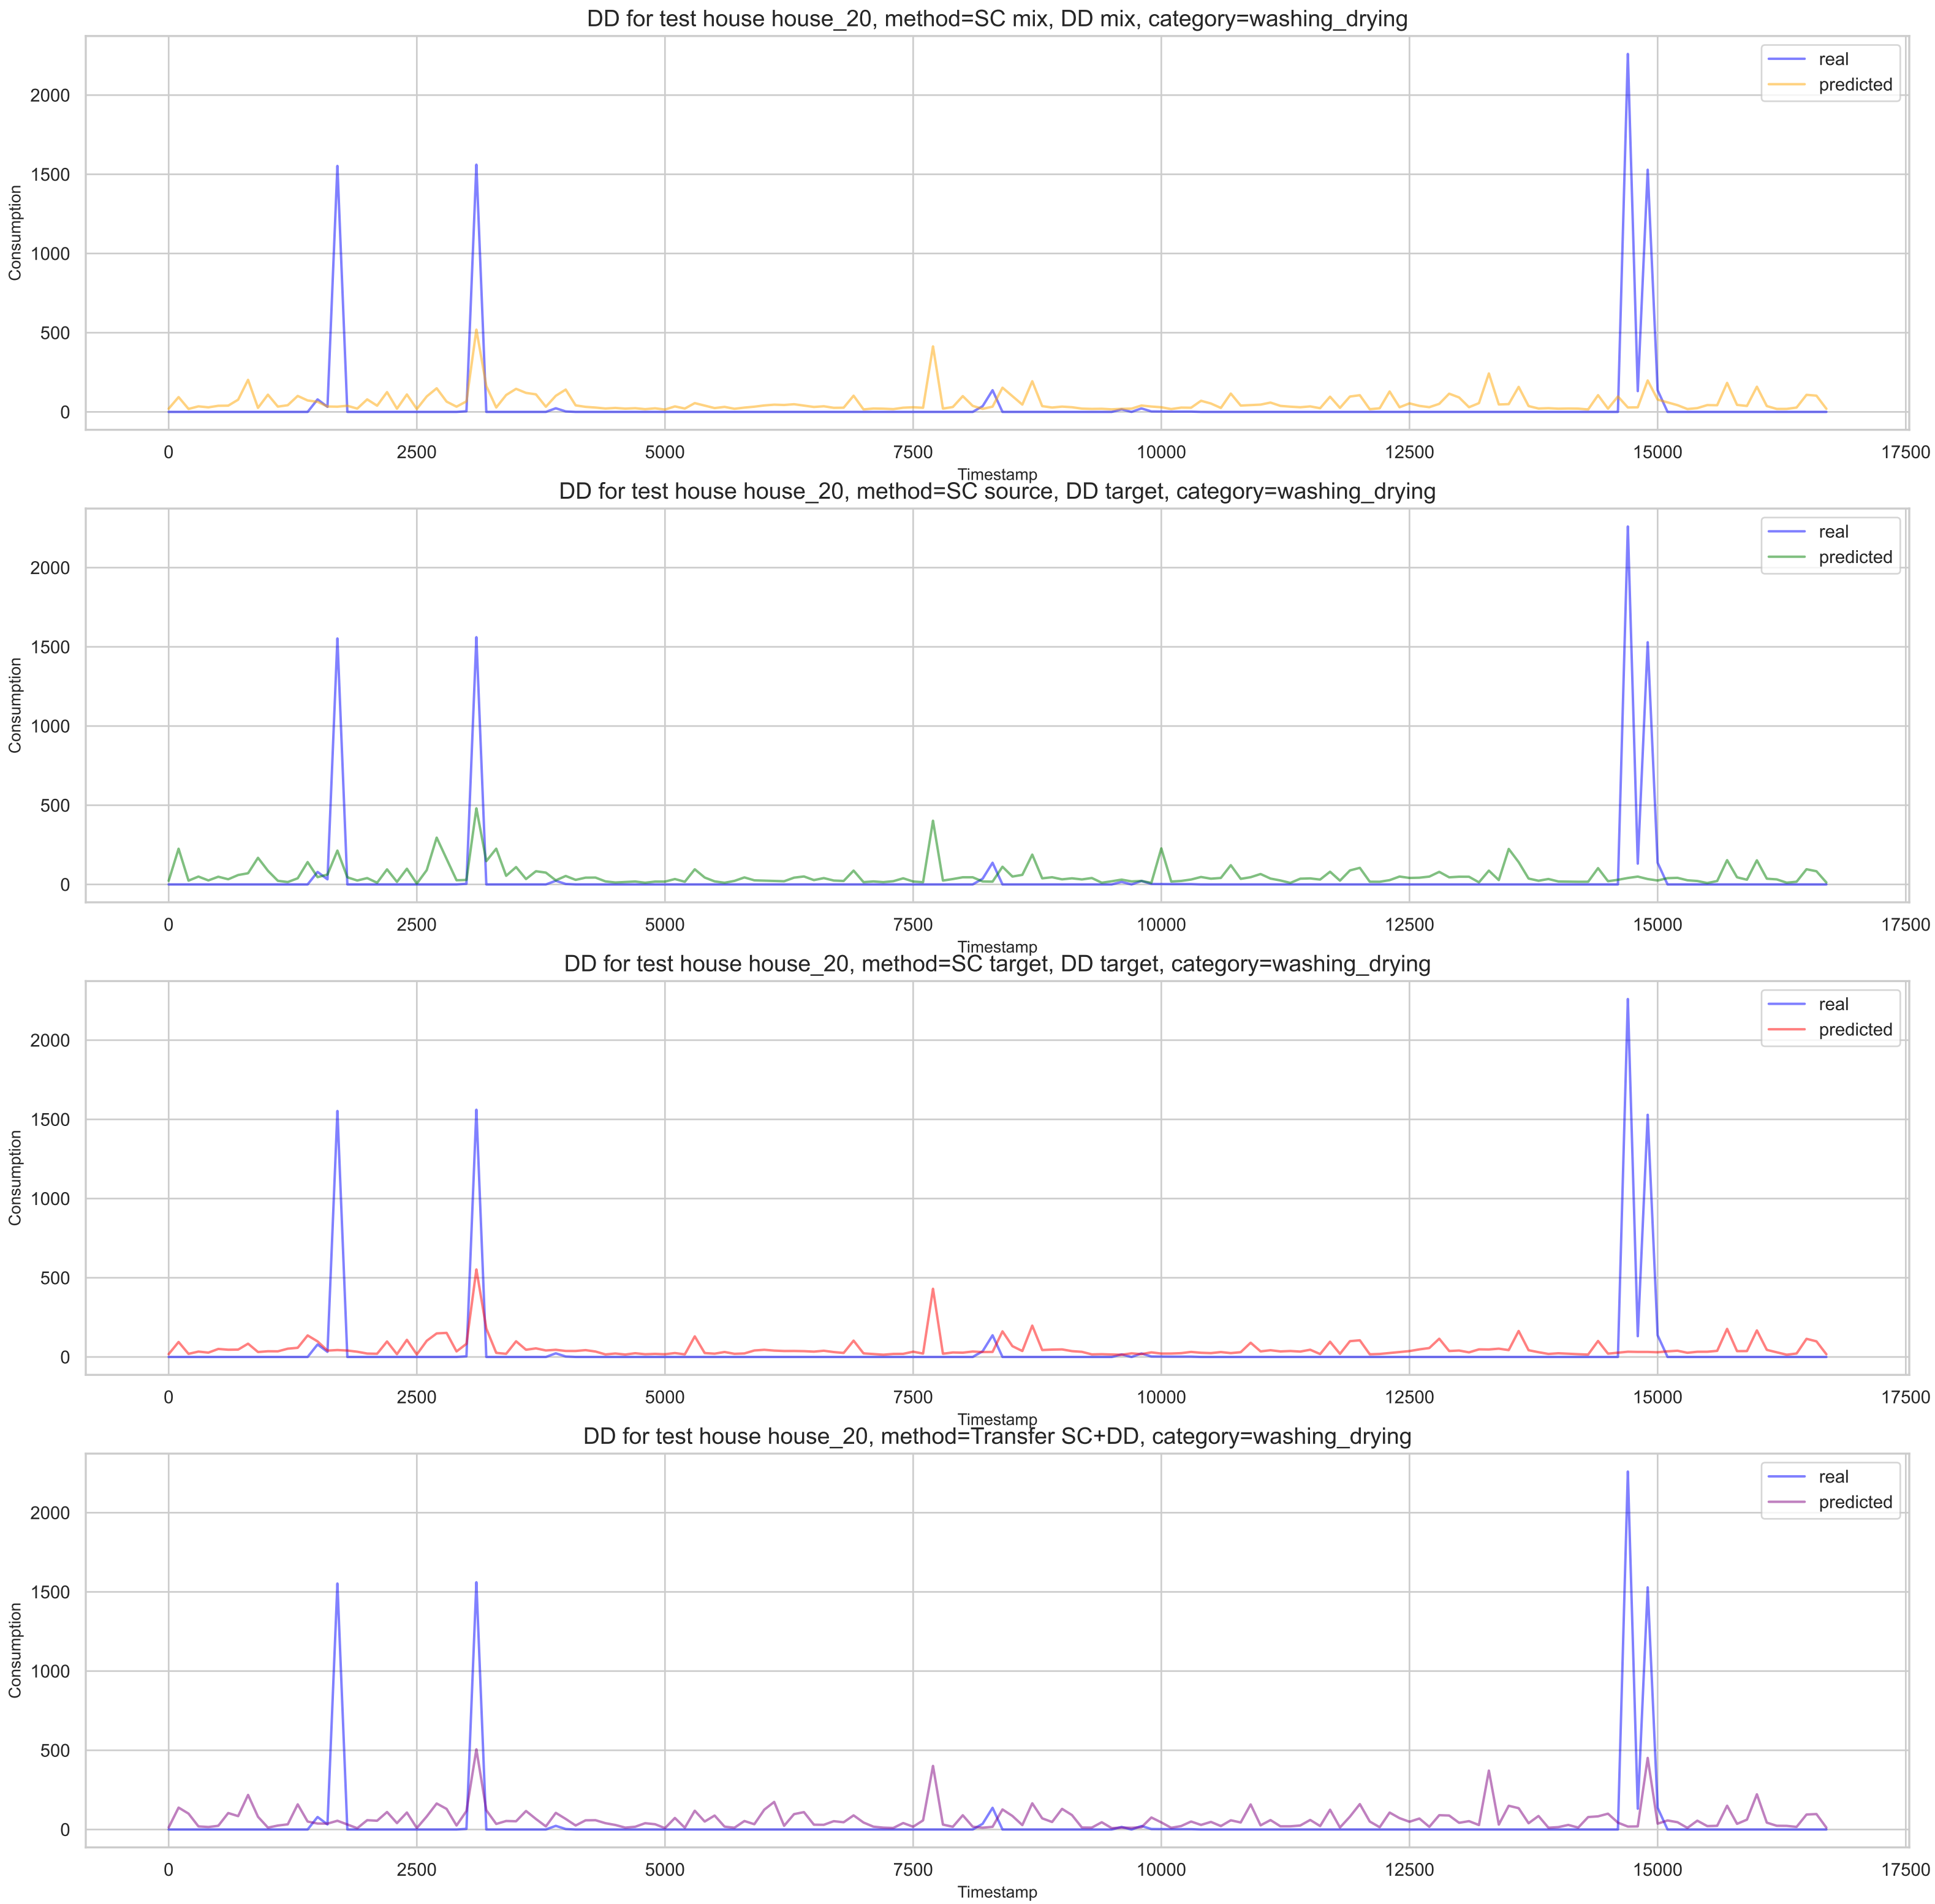 DD for test house house_20, method=SC mix, DD mix, category=washing_drying
real
predicted
2000
1500
1000
500
0
Consumption
0 2500 5000 7500 10000 12500 15000 17500
Timestamp
DD for test house house_20, method=SC source, DD target, category=washing_drying
real
predicted
2000
1500
1000
500
0
Consumption
0 2500 5000 7500 10000 12500 15000 17500
Timestamp
DD for test house house_20, method=SC target, DD target, category=washing_drying
real
predicted
2000
1500
1000
500
0
Consumption
0 2500 5000 7500 10000 12500 15000 17500
Timestamp
DD for test house house_20, method=Transfer SC+DD, category=washing_drying
real
predicted
2000
1500
1000
500
0
Consumption
0 2500 5000 7500 10000 12500 15000 17500
Timestamp